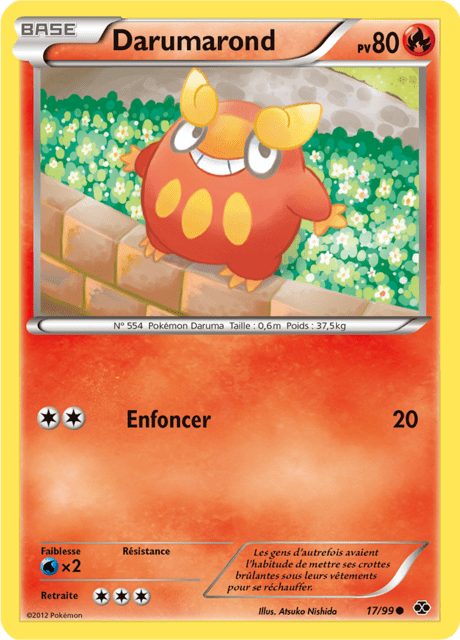 BASE
Darumarond
PV80
N° 554 Pokémon Daruma Taille : 0,6m Poids : 37,5kg
Enfoncer 20
Faiblesse Résistance
×2
Les gens d'autrefois avaient
l'habitude de mettre ses crottes
brûlantes sous leurs vêtements
pour se réchauffer.
Retraite
©2012 Pokémon
Illus. Atsuko Nishida
17/99